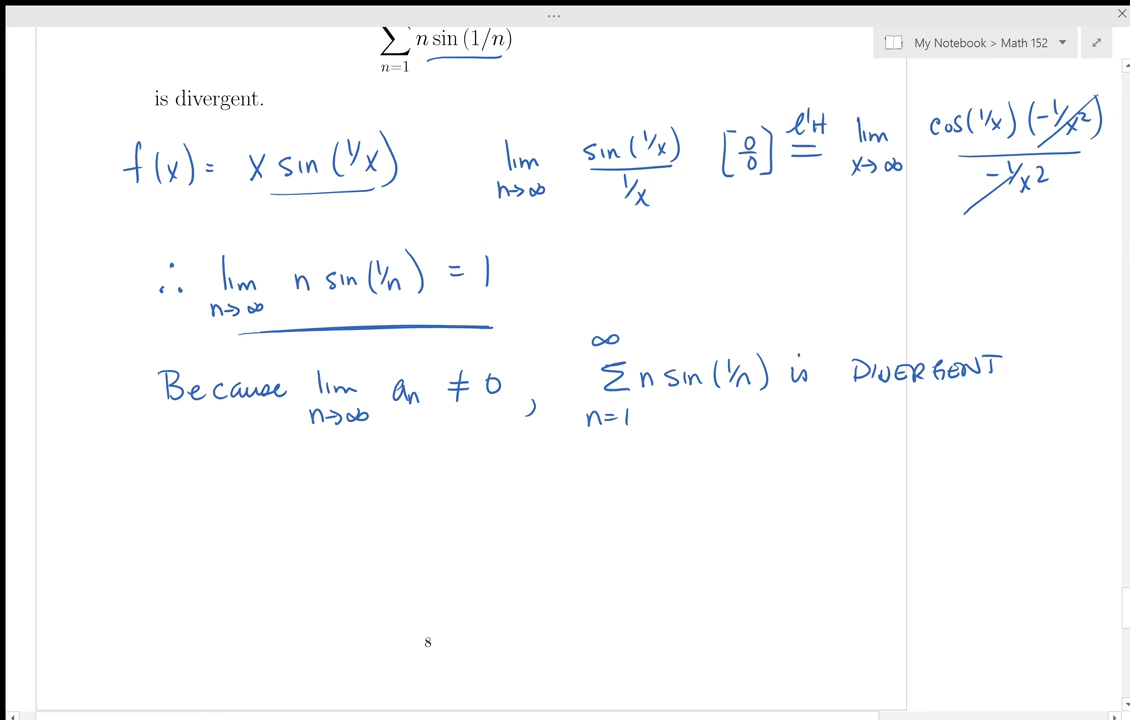 ...
My Notebook > Math 152
∑ n sin (1/n)
n=1
is divergent.
f(x) = x sin(1/x) lim n→∞ sin(1/x) / 1/x [0/0] l'H = lim x→∞ cos(1/x)(-1/x²) / -1/x²
∴ lim n→∞ n sin(1/n) = 1
Because lim n→∞ an ≠ 0, ∞ ∑ n=1 n sin(1/n) is DIVERGENT
8